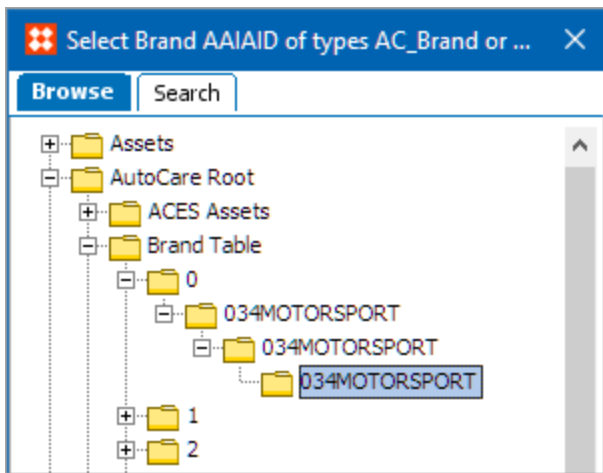 Select Brand AAIAID of types AC_Brand or ...
Browse Search
Assets
AutoCare Root
ACES Assets
Brand Table
0
034MOTORSPORT
034MOTORSPORT
034MOTORSPORT
1
2